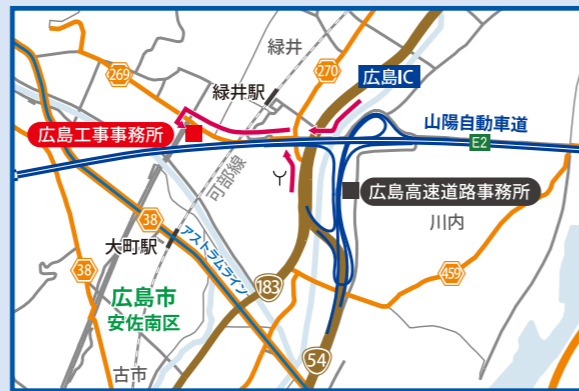 緑井
269
270
緑井駅
広島IC
広島工事事務所
山陽自動車道
E2
可部線
広島高速道路事務所
川内
38
大町駅
アストラムライン
38
459
183
広島市
安佐南区
54
古市